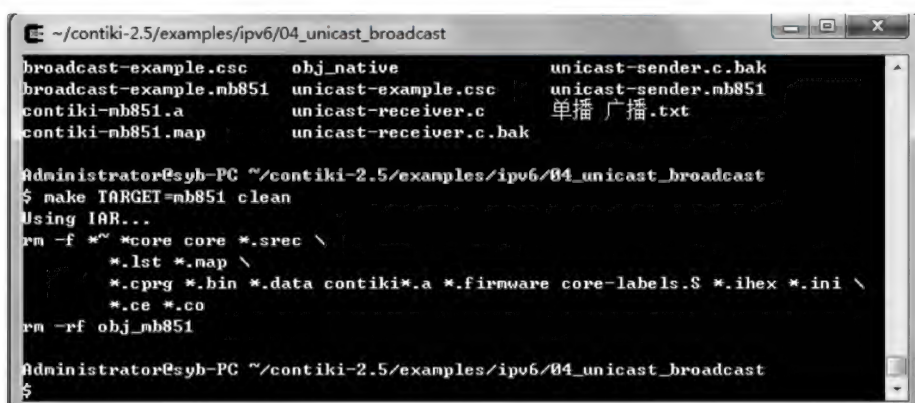 ~/contiki-2.5/examples/ipv6/04_unicast_broadcast
broadcast-example.csc obj_native unicast-sender.c.bak
broadcast-example.mb851 unicast-example.csc unicast-sender.mb851
contiki-mb851.a unicast-receiver.c 单播 广播.txt
contiki-mb851.map unicast-receiver.c.bak
Administrator@syb-PC ~/contiki-2.5/examples/ipv6/04_unicast_broadcast
$ make TARGET=mb851 clean
Using IAR...
rm -f *~ *core core *.srec \
*.lst *.map \
*.cprg *.bin *.data contiki*.a *.firmware core-labels.S *.ihex *.ini \
*.ce *.co
rm -rf obj_mb851
Administrator@syb-PC ~/contiki-2.5/examples/ipv6/04_unicast_broadcast
$